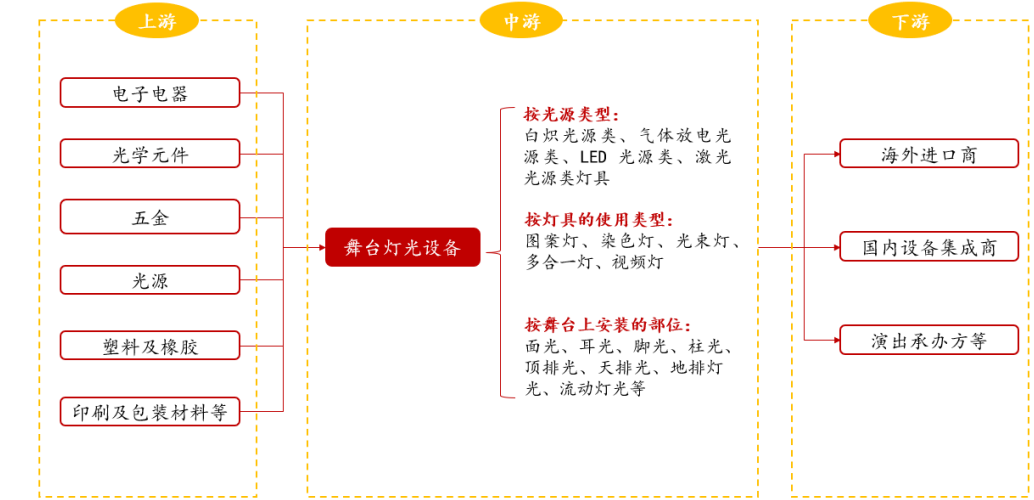 上游
电子电器
光学元件
五金
光源
塑料及橡胶
印刷及包装材料等
中游
舞台灯光设备
按光源类型：
白炽光源类、气体放电光
源类、LED 光源类、激光
光源类灯具
按灯具的使用类型：
图案灯、染色灯、光束灯、
多合一灯、视频灯
按舞台上安装的部位：
面光、耳光、脚光、柱光、
顶排光、天排光、地排灯
光、流动灯光等
下游
海外进口商
国内设备集成商
演出承办方等